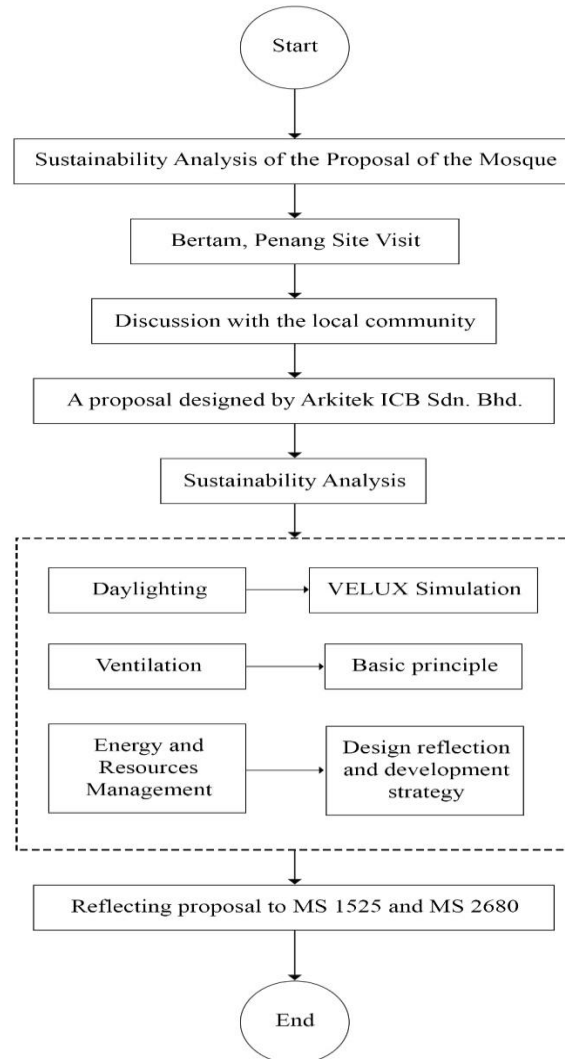 Start
Sustainability Analysis of the Proposal of the Mosque
Bertam, Penang Site Visit
Discussion with the local community
A proposal designed by Arkitek ICB Sdn. Bhd.
Sustainability Analysis
Daylighting
VELUX Simulation
Ventilation
Basic principle
Energy and
Resources
Management
Design reflection
and development
strategy
Reflecting proposal to MS 1525 and MS 2680
End